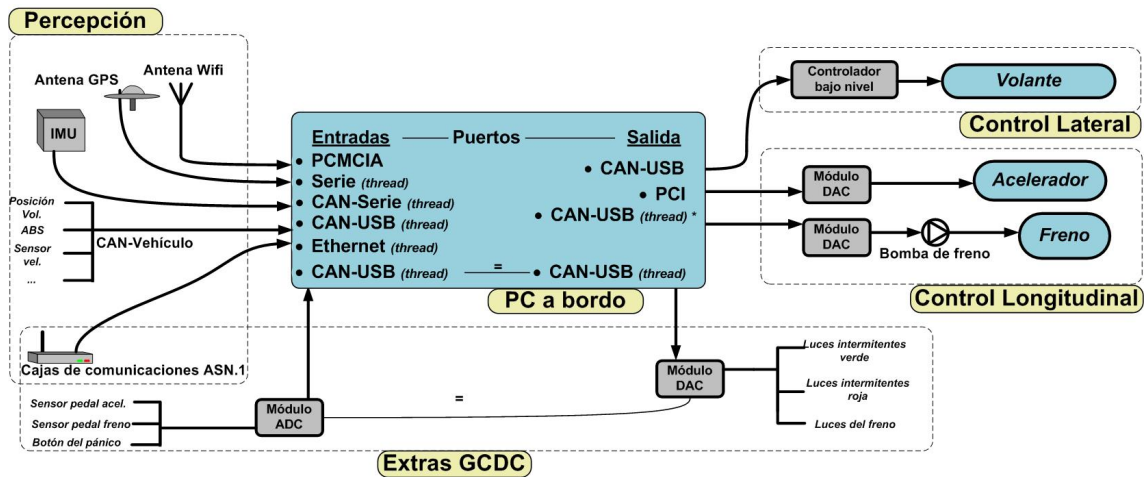 Percepción
Antena GPS
Antena Wifi
IMU
Posición
Vol.
ABS
Sensor
vel.
...
CAN-Vehículo
Cajas de comunicaciones ASN.1
Entradas
Puertos
Salida
• PCMCIA
• Serie (thread)
• CAN-Serie (thread)
• CAN-USB (thread)
• Ethernet (thread)
• CAN-USB (thread)
=
• CAN-USB
• PCI
• CAN-USB (thread) *
• CAN-USB (thread)
PC a bordo
Controlador
bajo nivel
Volante
Control Lateral
Módulo
DAC
Acelerador
Módulo
DAC
Bomba de freno
Freno
Control Longitudinal
Sensor pedal acel.
Sensor pedal freno
Botón del pánico
Módulo
ADC
=
Módulo
DAC
Luces intermitentes
verde
Luces intermitentes
roja
Luces del freno
Extras GCDC